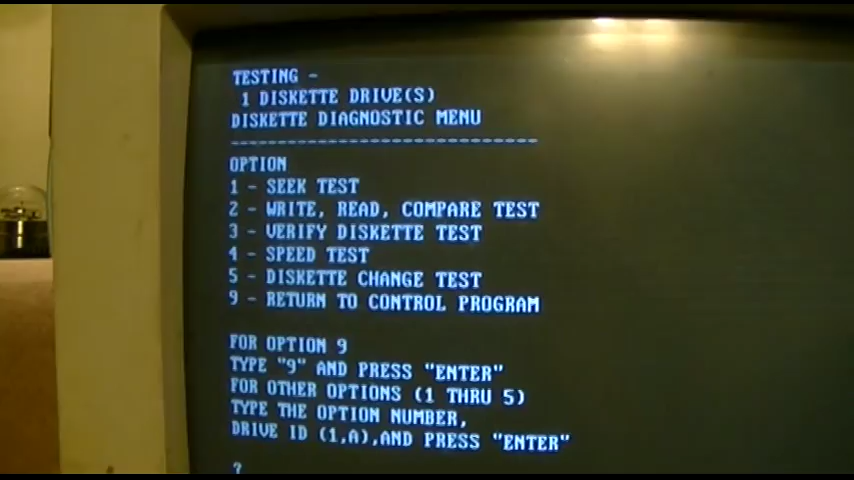 TESTING -
1 DISKETTE DRIVE(S)
DISKETTE DIAGNOSTIC MENU
----------------------------------
OPTION
1 - SEEK TEST
2 - WRITE, READ, COMPARE TEST
3 - VERIFY DISKETTE TEST
4 - SPEED TEST
5 - DISKETTE CHANGE TEST
9 - RETURN TO CONTROL PROGRAM
FOR OPTION 9
TYPE "9" AND PRESS "ENTER"
FOR OTHER OPTIONS (1 THRU 5)
TYPE THE OPTION NUMBER,
DRIVE ID (1,A),AND PRESS "ENTER"
?